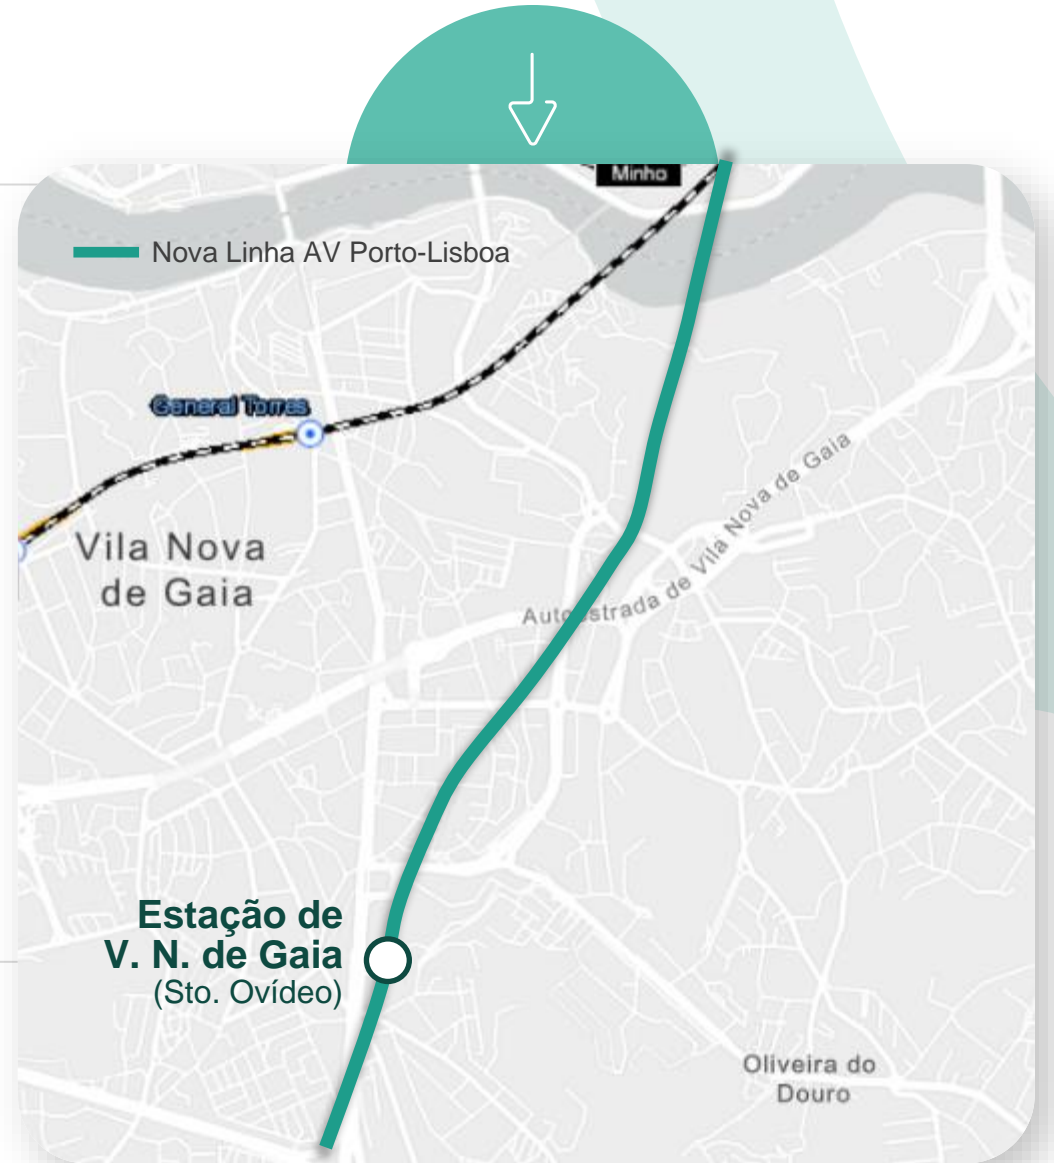 Minho
Nova Linha AV Porto-Lisboa
General Torres
Vila Nova
de Gaia
Autoestrada de Vila Nova de Gaia
Estação de
V. N. de Gaia
(Sto. Ovídeo)
Oliveira do
Douro